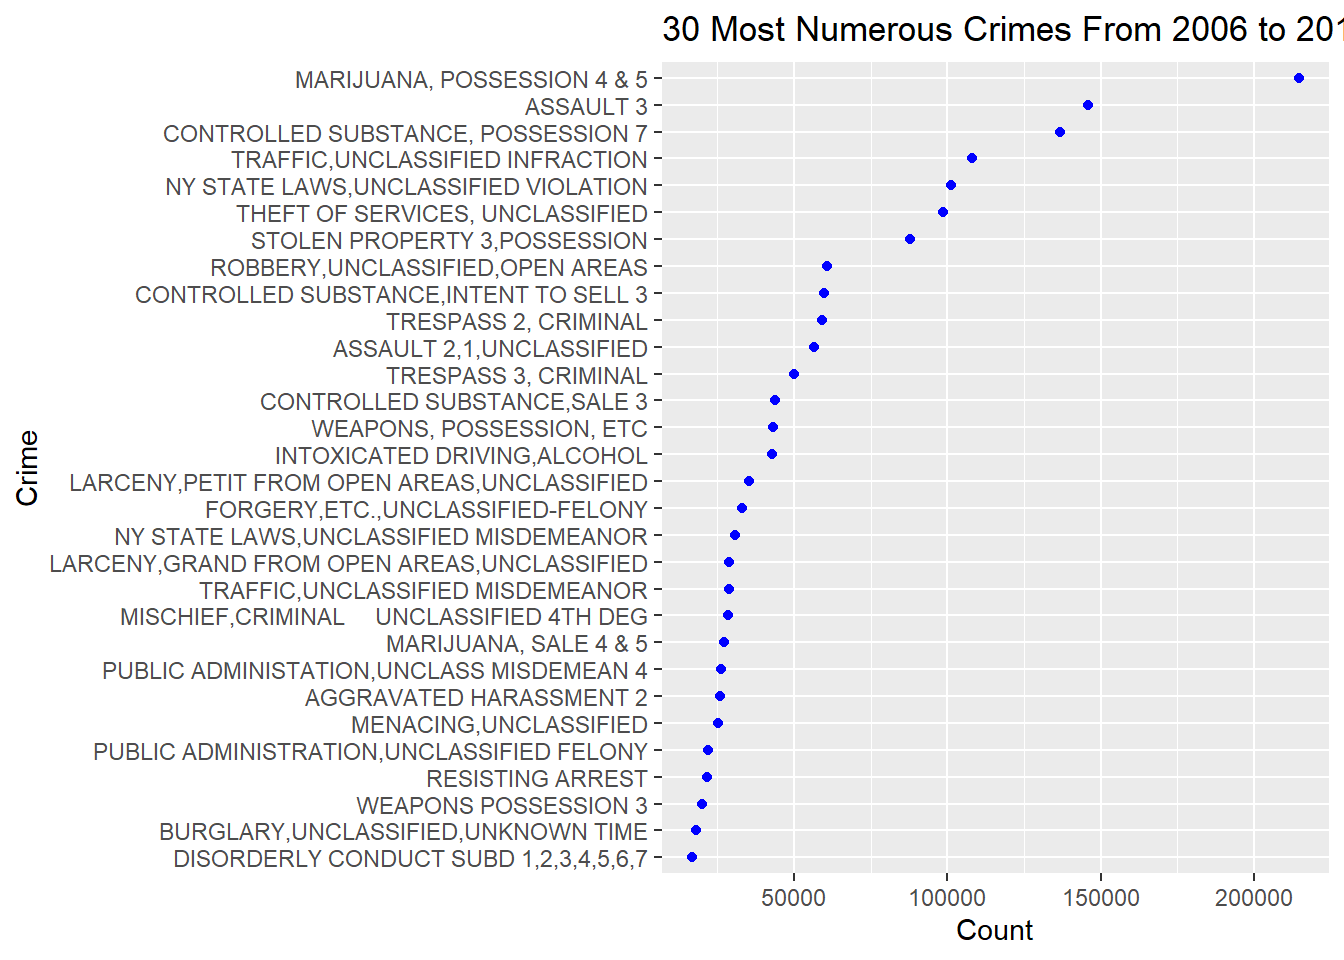 30 Most Numerous Crimes From 2006 to 201
MARIJUANA, POSSESSION 4 & 5
ASSAULT 3
CONTROLLED SUBSTANCE, POSSESSION 7
TRAFFIC,UNCLASSIFIED INFRACTION
NY STATE LAWS,UNCLASSIFIED VIOLATION
THEFT OF SERVICES, UNCLASSIFIED
STOLEN PROPERTY 3,POSSESSION
ROBBERY,UNCLASSIFIED,OPEN AREAS
CONTROLLED SUBSTANCE,INTENT TO SELL 3
TRESPASS 2, CRIMINAL
ASSAULT 2,1,UNCLASSIFIED
TRESPASS 3, CRIMINAL
CONTROLLED SUBSTANCE,SALE 3
WEAPONS, POSSESSION, ETC
INTOXICATED DRIVING,ALCOHOL
LARCENY,PETIT FROM OPEN AREAS,UNCLASSIFIED
FORGERY,ETC.,UNCLASSIFIED-FELONY
NY STATE LAWS,UNCLASSIFIED MISDEMEANOR
LARCENY,GRAND FROM OPEN AREAS,UNCLASSIFIED
TRAFFIC,UNCLASSIFIED MISDEMEANOR
MISCHIEF,CRIMINAL    UNCLASSIFIED 4TH DEG
MARIJUANA, SALE 4 & 5
PUBLIC ADMINISTATION,UNCLASS MISDEMEAN 4
AGGRAVATED HARASSMENT 2
MENACING,UNCLASSIFIED
PUBLIC ADMINISTRATION,UNCLASSIFIED FELONY
RESISTING ARREST
WEAPONS POSSESSION 3
BURGLARY,UNCLASSIFIED,UNKNOWN TIME
DISORDERLY CONDUCT SUBD 1,2,3,4,5,6,7
Crime
50000 100000 150000 200000
Count